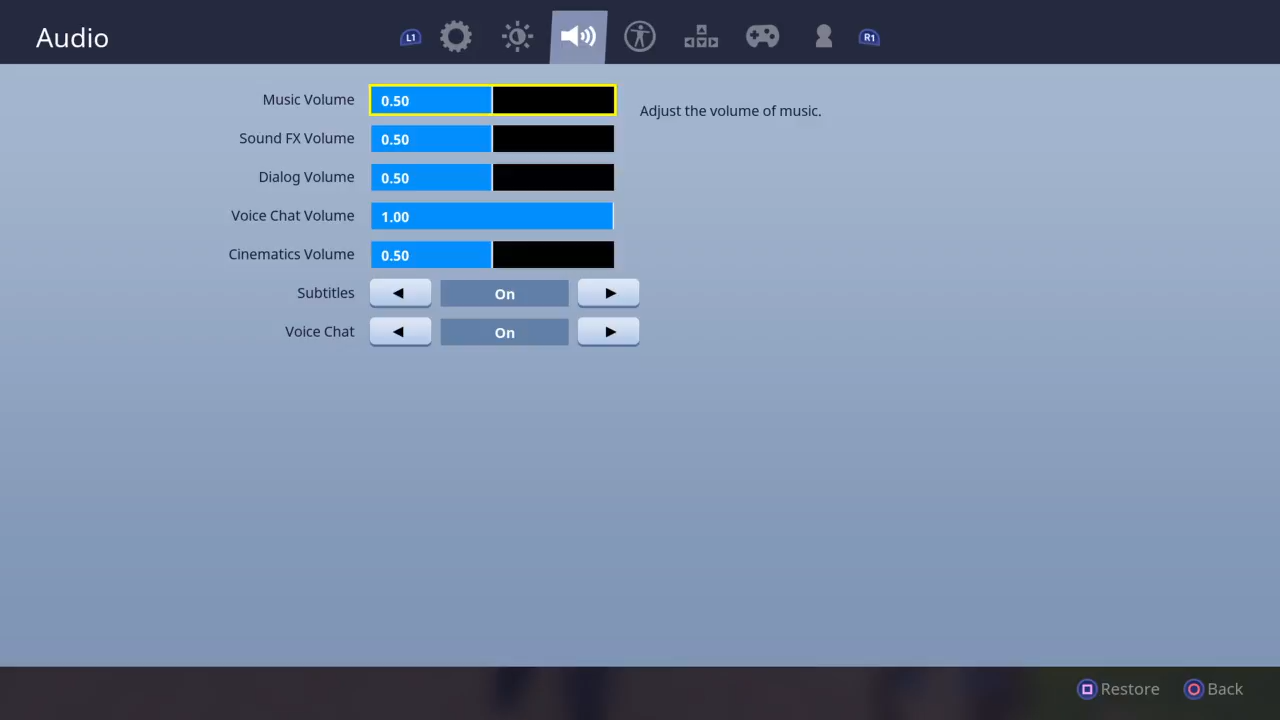 Audio
L1
R1
Music Volume 0.50
Adjust the volume of music.
Sound FX Volume 0.50
Dialog Volume 0.50
Voice Chat Volume 1.00
Cinematics Volume 0.50
Subtitles On
Voice Chat On
Restore Back